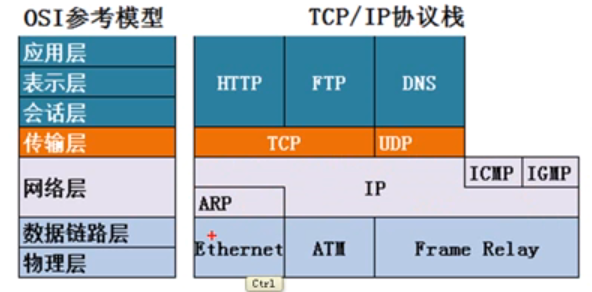 OSI参考模型
TCP/IP协议栈
应用层
表示层
会话层
传输层
网络层
数据链路层
物理层
HTTP
FTP
DNS
TCP
UDP
ICMP
IGMP
IP
ARP
Ethernet
ATM
Frame Relay
Ctrl